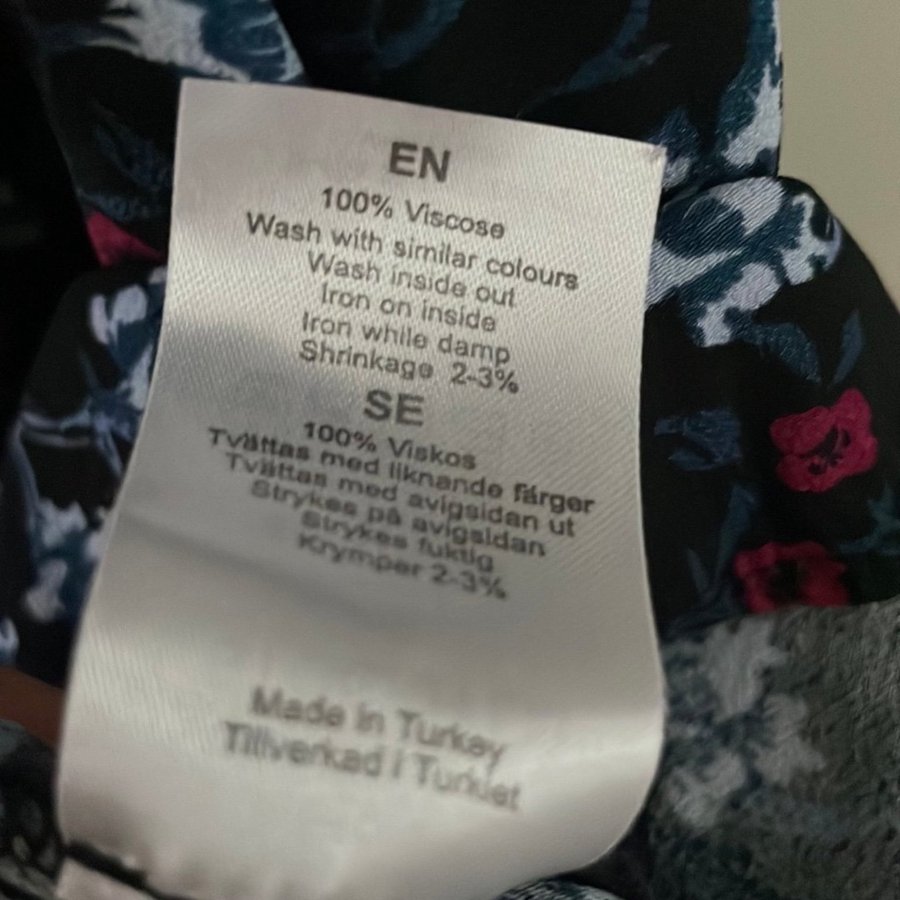 EN
100% Viscose
Wash with similar colours
Wash inside out
Iron on inside
Iron while damp
Shrinkage 2-3%
SE
100% Viskos
Tvättas med liknande färger
Tvättas med avigsidan ut
Strykes på avigsidan
Strykes fuktig
Krymper 2-3%
Made in Turkey
Tillverkad i Turkiet